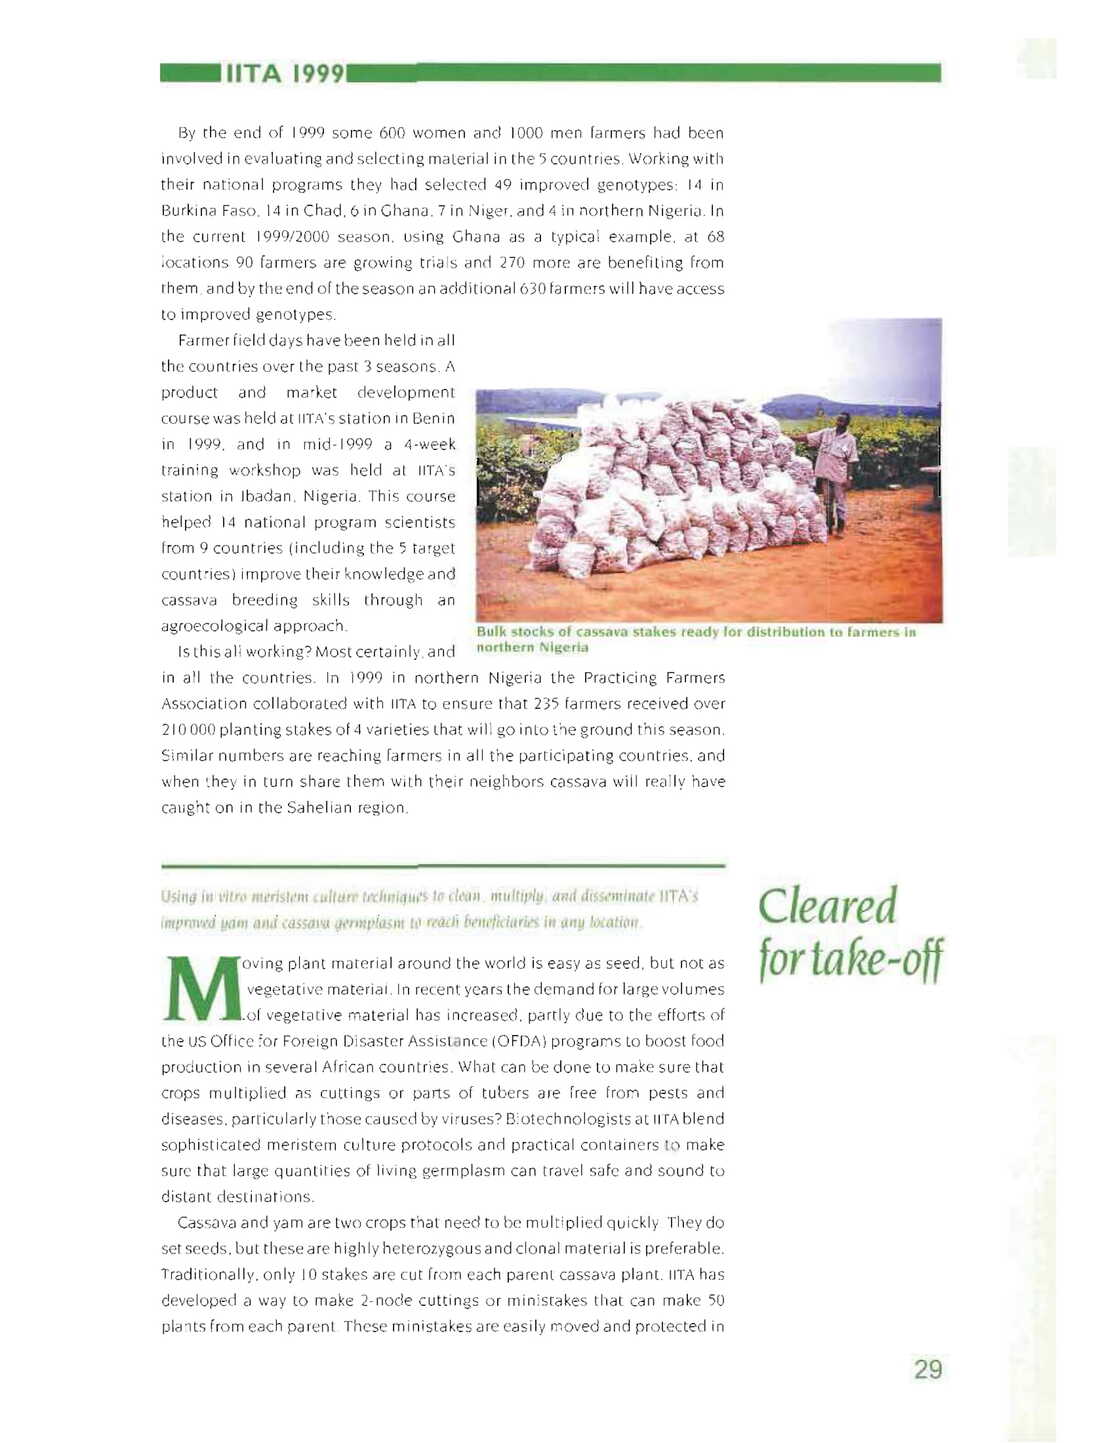 IITA 1999
By the end of 1999 some 600 women and 1000 men farmers had been
involved in evaluating and selecting material in the 5 countries. Working with
their national programs they had selected 49 improved genotypes: 14 in
Burkina Faso, 14 in Chad, 6 in Ghana, 7 in Niger, and 4 in northern Nigeria. In
the current 1999/2000 season, using Ghana as a typical example, at 68
locations 90 farmers are growing trials and 270 more are benefiting from
them, and by the end of the season an additional 630 farmers will have access
to improved genotypes.
Farmer field days have been held in all
the countries over the past 3 seasons. A
product and market development
course was held at IITA's station in Benin
in 1999, and in mid-1999 a 4-week
training workshop was held at IITA's
station in Ibadan, Nigeria. This course
helped 14 national program scientists
from 9 countries (including the 5 target
countries) improve their knowledge and
cassava breeding skills through an
agroecological approach.
Bulk stocks of cassava stakes ready for distribution to farmers in
northern Nigeria
Is this all working? Most certainly, and
in all the countries. In 1999 in northern Nigeria the Practicing Farmers
Association collaborated with IITA to ensure that 235 farmers received over
210 000 planting stakes of 4 varieties that will go into the ground this season.
Similar numbers are reaching farmers in all the participating countries, and
when they in turn share them with their neighbors cassava will really have
caught on in the Sahelian region.
Cleared
for take-off
Using in vitro meristem culture techniques to clean, multiply, and disseminate IITA's
improved yam and cassava germplasm to reach beneficiaries in any location.
Moving plant material around the world is easy as seed, but not as
vegetative material. In recent years the demand for large volumes
of vegetative material has increased, partly due to the efforts of
the US Office for Foreign Disaster Assistance (OFDA) programs to boost food
production in several African countries. What can be done to make sure that
crops multiplied as cuttings or parts of tubers are free from pests and
diseases, particularly those caused by viruses? Biotechnologists at IITA blend
sophisticated meristem culture protocols and practical containers to make
sure that large quantities of living germplasm can travel safe and sound to
distant destinations.
Cassava and yam are two crops that need to be multiplied quickly. They do
set seeds, but these are highly heterozygous and clonal material is preferable.
Traditionally, only 10 stakes are cut from each parent cassava plant. IITA has
developed a way to make 2-node cuttings or ministakes that can make 50
plants from each parent. These ministakes are easily moved and protected in
29